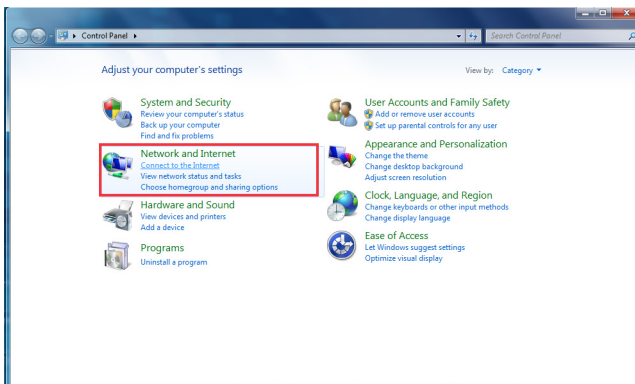 Control Panel
Search Control Panel
Adjust your computer's settings
View by: Category
System and Security
Review your computer's status
Back up your computer
Find and fix problems
Network and Internet
Connect to the Internet
View network status and tasks
Choose homegroup and sharing options
Hardware and Sound
View devices and printers
Add a device
Programs
Uninstall a program
User Accounts and Family Safety
Add or remove user accounts
Set up parental controls for any user
Appearance and Personalization
Change the theme
Change desktop background
Adjust screen resolution
Clock, Language, and Region
Change keyboards or other input methods
Change display language
Ease of Access
Let Windows suggest settings
Optimize visual display